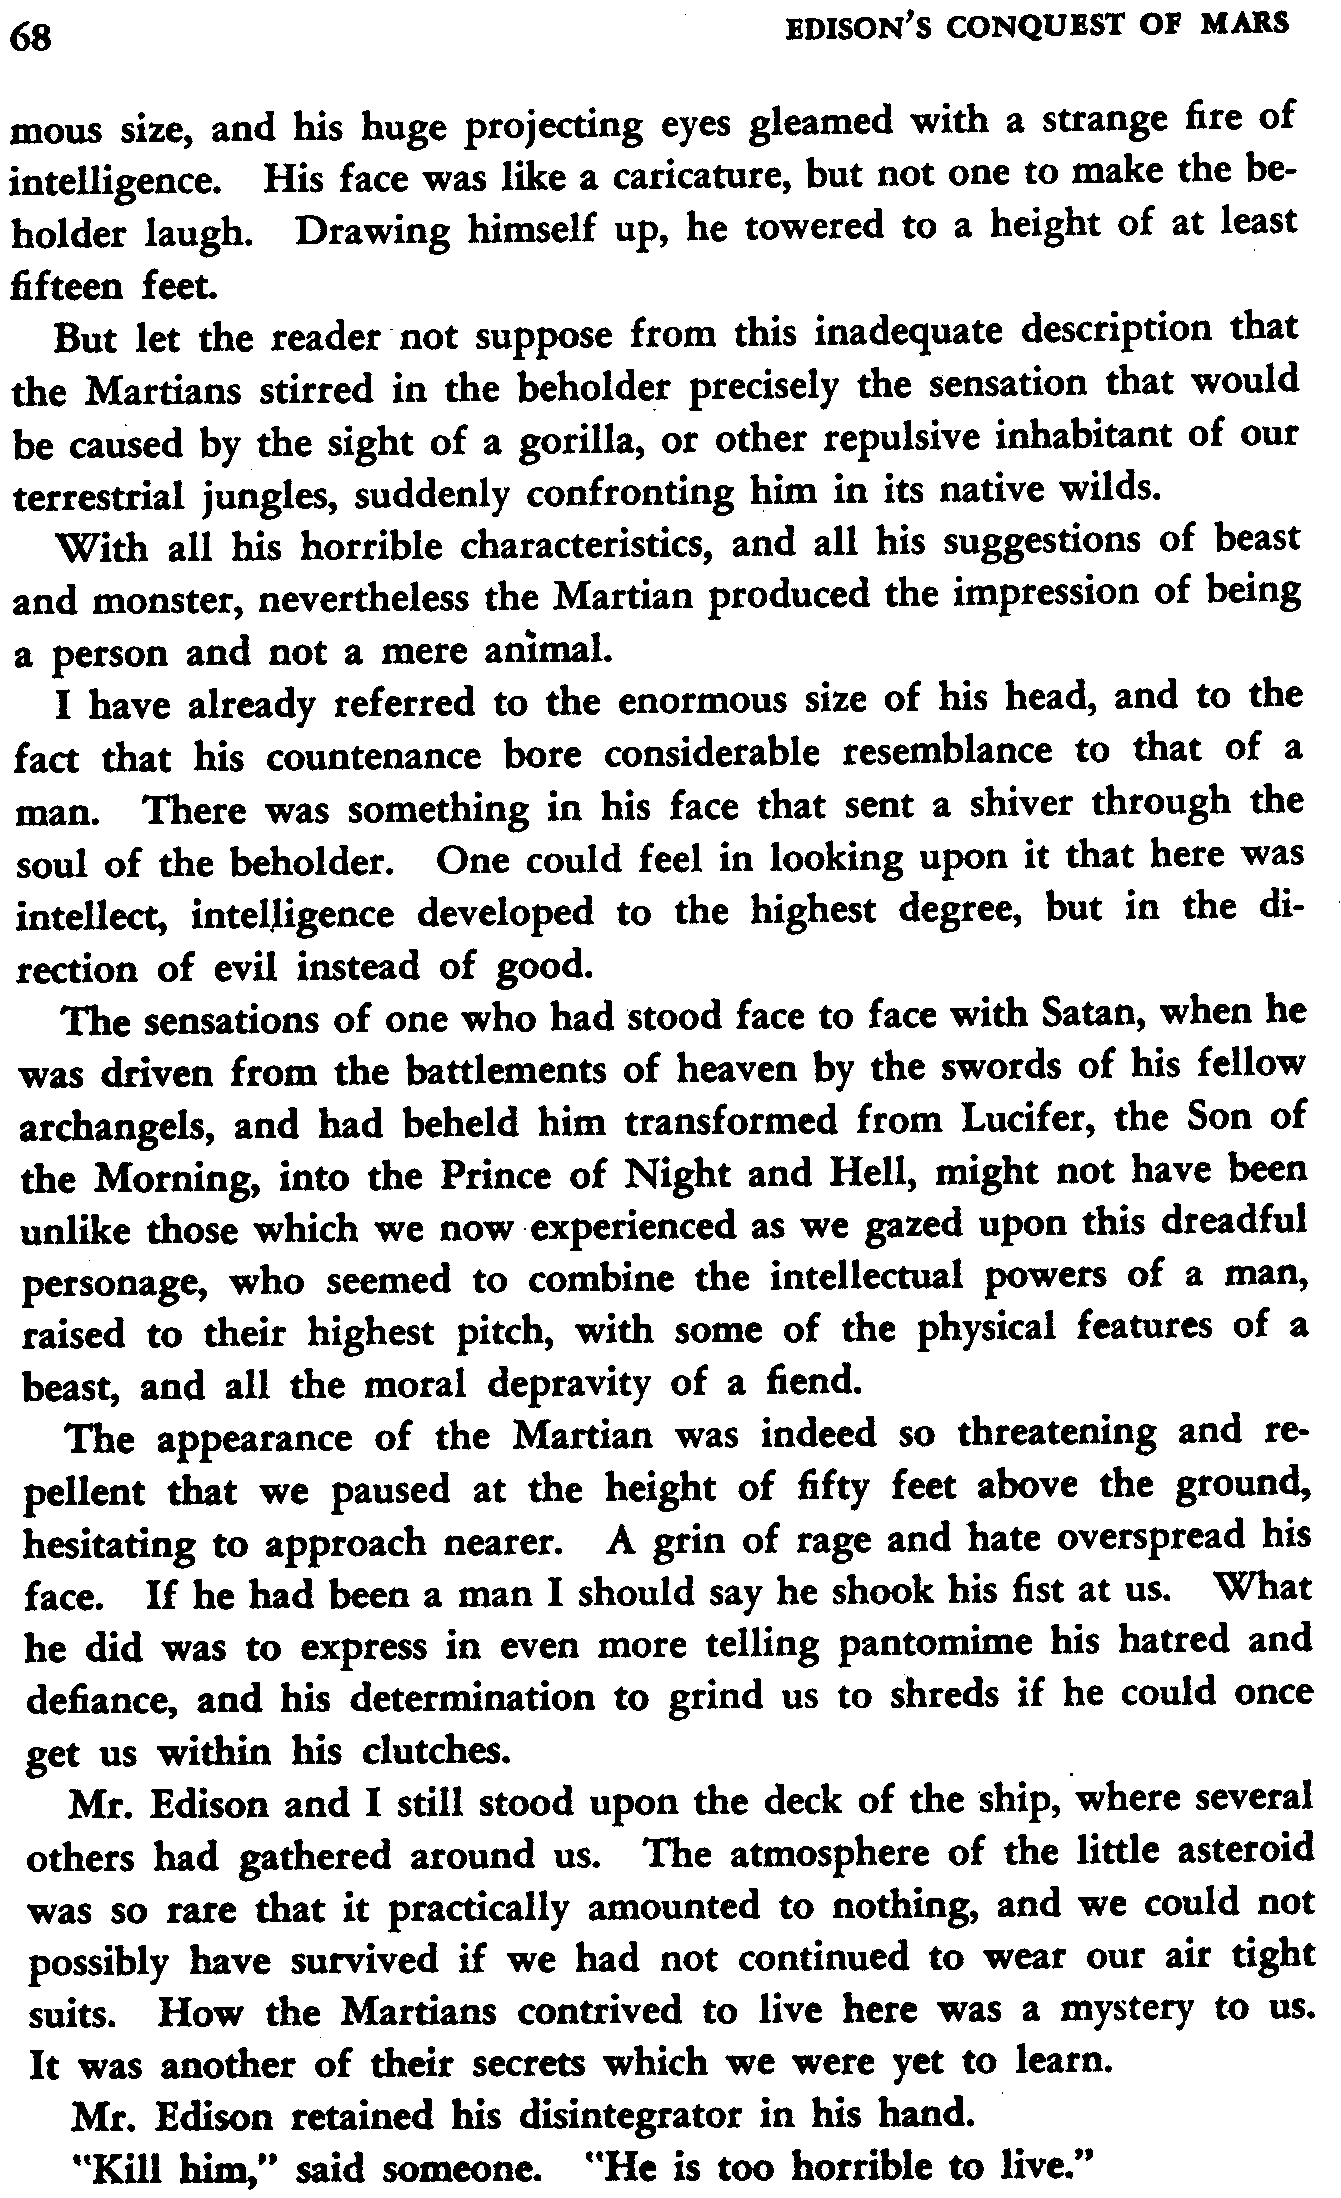 68 EDISON'S CONQUEST OF MARS
mous size, and his huge projecting eyes gleamed with a strange fire of
intelligence. His face was like a caricature, but not one to make the be-
holder laugh. Drawing himself up, he towered to a height of at least
fifteen feet.
But let the reader not suppose from this inadequate description that
the Martians stirred in the beholder precisely the sensation that would
be caused by the sight of a gorilla, or other repulsive inhabitant of our
terrestrial jungles, suddenly confronting him in its native wilds.
With all his horrible characteristics, and all his suggestions of beast
and monster, nevertheless the Martian produced the impression of being
a person and not a mere animal.
I have already referred to the enormous size of his head, and to the
fact that his countenance bore considerable resemblance to that of a
man. There was something in his face that sent a shiver through the
soul of the beholder. One could feel in looking upon it that here was
intellect, intelligence developed to the highest degree, but in the di-
rection of evil instead of good.
The sensations of one who had stood face to face with Satan, when he
was driven from the battlements of heaven by the swords of his fellow
archangels, and had beheld him transformed from Lucifer, the Son of
the Morning, into the Prince of Night and Hell, might not have been
unlike those which we now experienced as we gazed upon this dreadful
personage, who seemed to combine the intellectual powers of a man,
raised to their highest pitch, with some of the physical features of a
beast, and all the moral depravity of a fiend.
The appearance of the Martian was indeed so threatening and re-
pellent that we paused at the height of fifty feet above the ground,
hesitating to approach nearer. A grin of rage and hate overspread his
face. If he had been a man I should say he shook his fist at us. What
he did was to express in even more telling pantomime his hatred and
defiance, and his determination to grind us to shreds if he could once
get us within his clutches.
Mr. Edison and I still stood upon the deck of the ship, where several
others had gathered around us. The atmosphere of the little asteroid
was so rare that it practically amounted to nothing, and we could not
possibly have survived if we had not continued to wear our air tight
suits. How the Martians contrived to live here was a mystery to us.
It was another of their secrets which we were yet to learn.
Mr. Edison retained his disintegrator in his hand.
"Kill him," said someone. "He is too horrible to live."